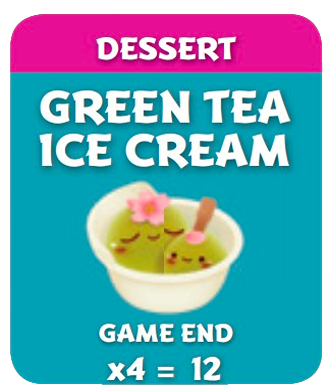 DESSERT
GREEN TEA
ICE CREAM
GAME END
x4 = 12